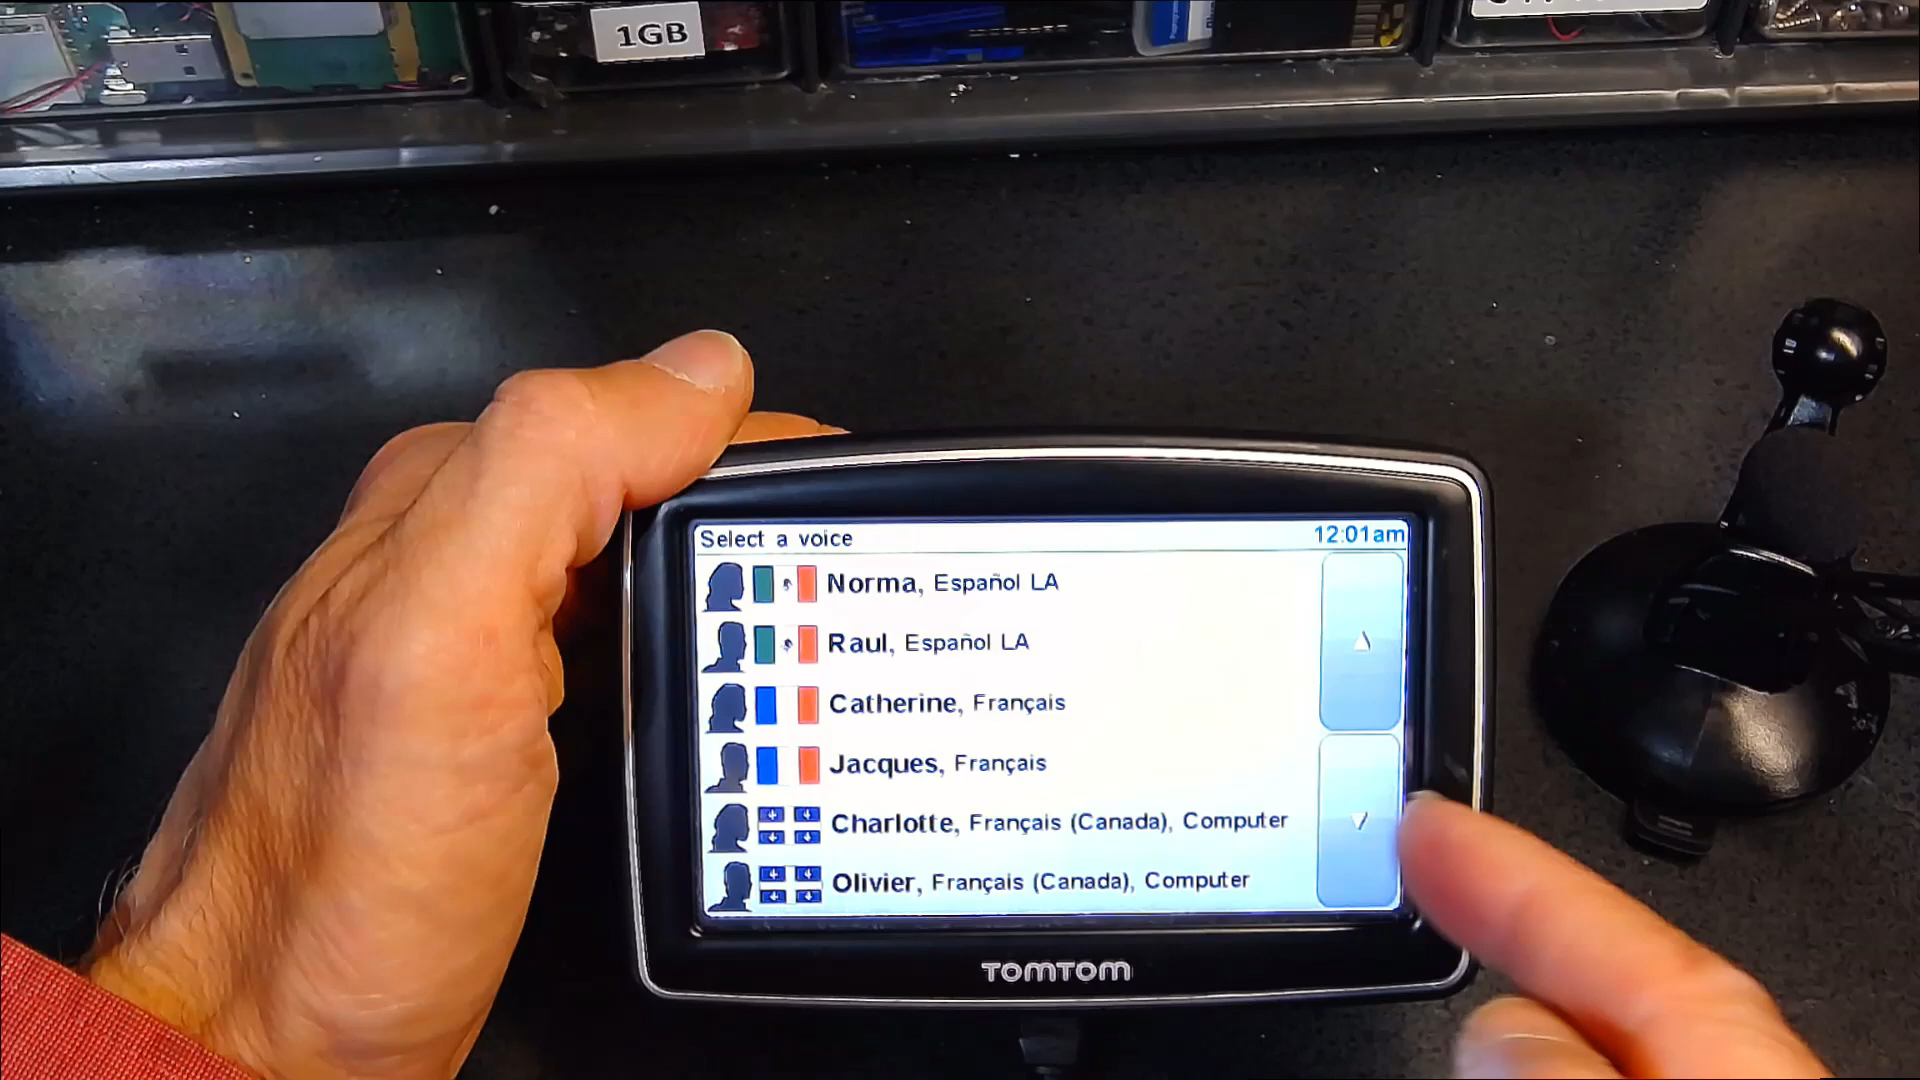 1GB
Select a voice 12:01am
Norma, Español LA
Raul, Español LA
Catherine, Français
Jacques, Français
Charlotte, Français (Canada), Computer
Olivier, Français (Canada), Computer
TOMTOM